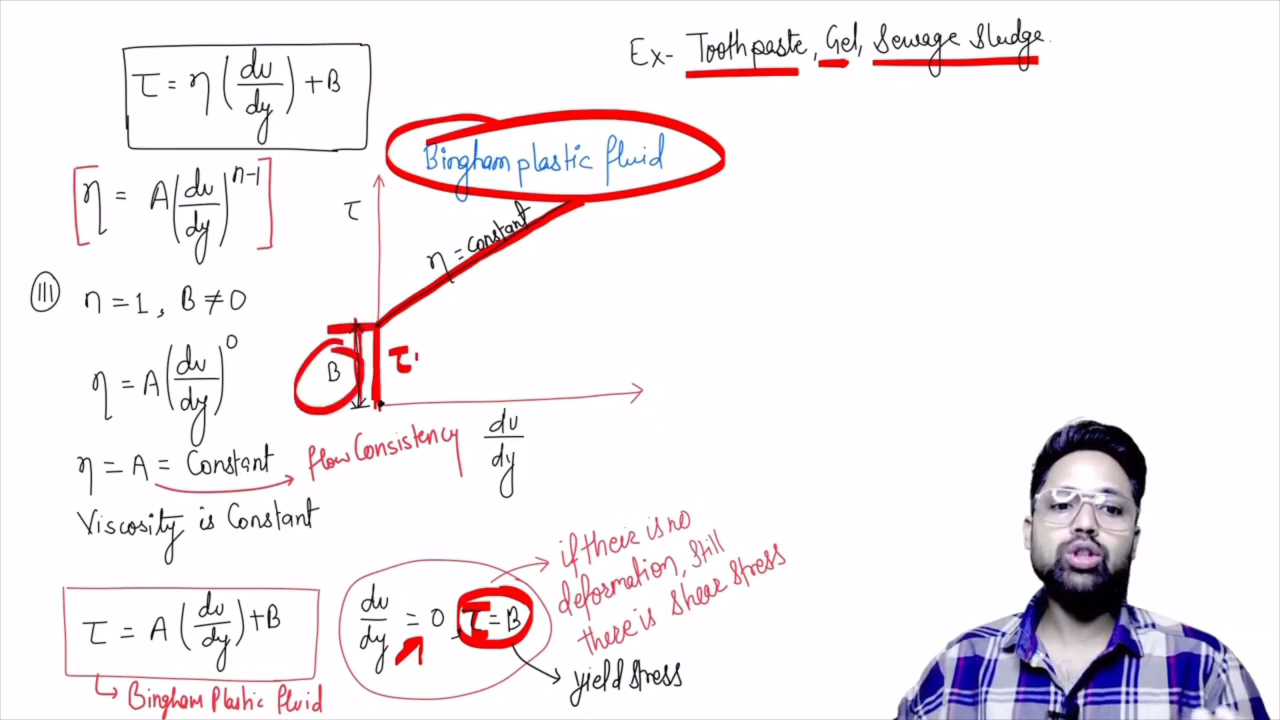 Ex- Toothpaste, Gel, Sewage Sludge.
τ = η (du/dy) + B
Bingham plastic fluid
[η = A(du/dy)^n-1]
τ
η = constant
III
n = 1, B ≠ 0
B
τ
η = A(du/dy)^0
du/dy
η = A = Constant
flow Consistency
Viscosity is Constant
τ = A(du/dy) + B
Bingham Plastic fluid
du/dy = 0, τ = B
if there is no
deformation, still
there is shear stress
yield stress